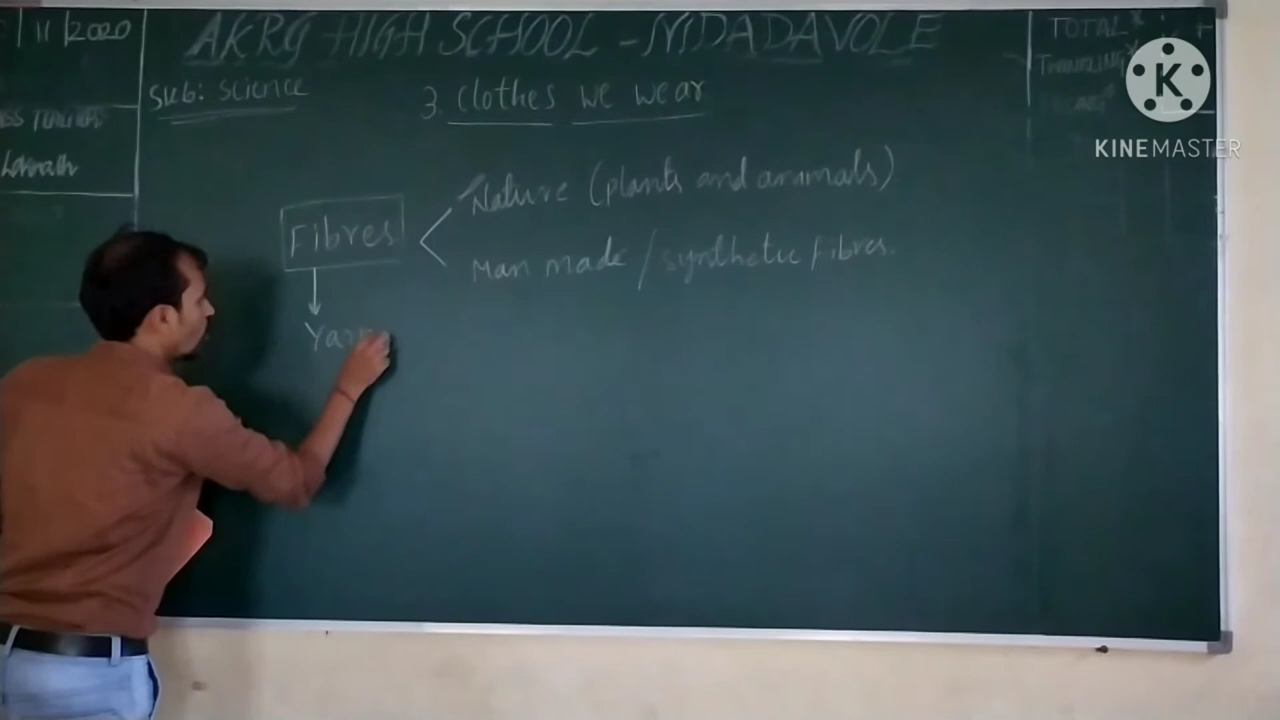 /11/2020
AKRG HIGH SCHOOL - NIDADAVOLE
TOTAL
Sub: science
3. Clothes we wear
KINEMASTER
K
Nature (plants and animals)
Fibres
Man made / synthetic fibres.
Yarn